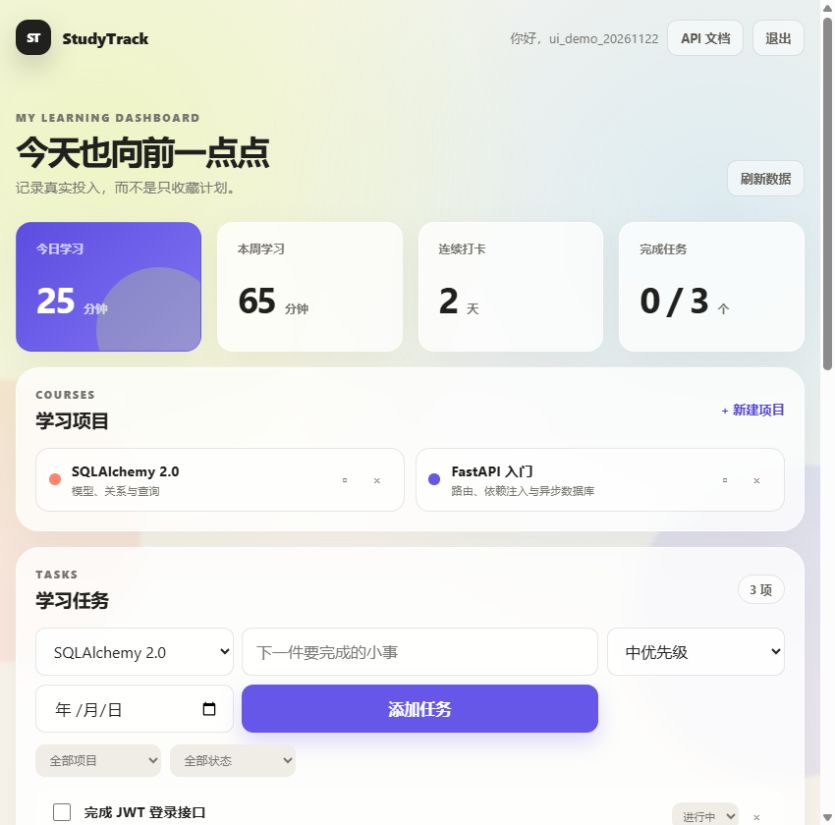 ST StudyTrack
你好，ui_demo_20261122 API 文档 退出
MY LEARNING DASHBOARD
今天也向前一点点
记录真实投入，而不是只收藏计划。
刷新数据
今日学习
25 分钟
本周学习
65 分钟
连续打卡
2 天
完成任务
0 / 3 个
COURSES
学习项目
+ 新建项目
SQLAlchemy 2.0
模型、关系与查询
×
FastAPI 入门
路由、依赖注入与异步数据库
×
TASKS
学习任务
3 项
SQLAlchemy 2.0 下一件要完成的小事 中优先级
年 /月/日 添加任务
全部项目 全部状态
完成 JWT 登录接口 进行中 ×